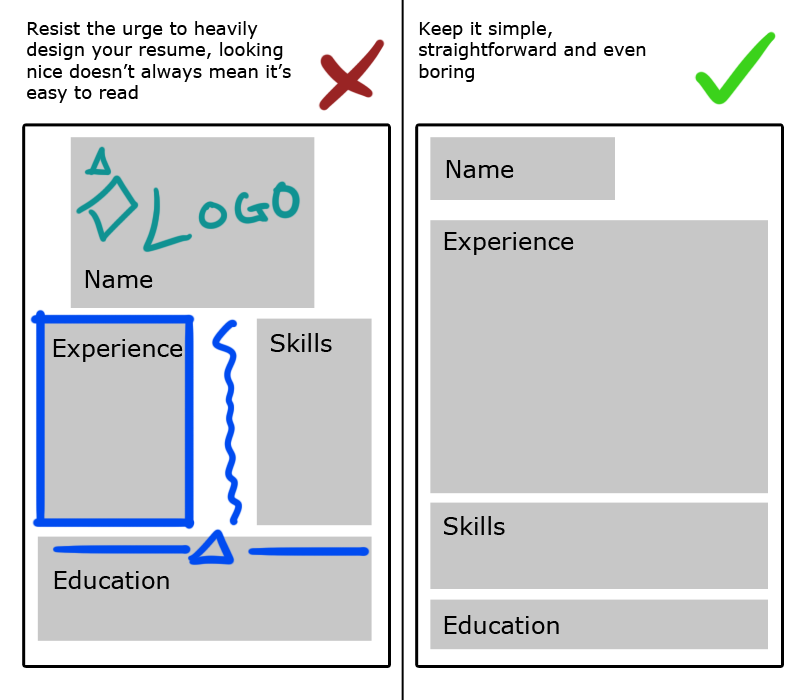 Resist the urge to heavily
design your resume, looking
nice doesn’t always mean it’s
easy to read
LOGO
Name
Experience
Skills
Education
Keep it simple,
straightforward and even
boring
Name
Experience
Skills
Education